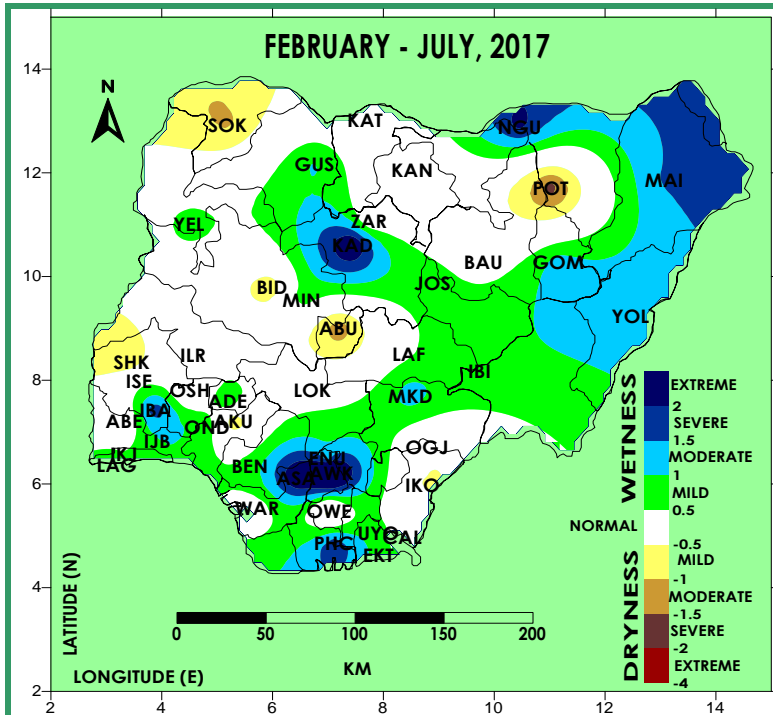 FEBRUARY - JULY, 2017
14
N
SOK
KAT
NGU
12
GUS
KAN
POT
MAI
YEL
ZAR
KAD
10
BID
MIN
JOS
BAU
GOM
ABU
YOL
SHK
ILR
LAF
8
ISE
OSH
LOK
IBI
ADE
MKD
IBA
ABE
OND
AKU
IJB
IKJ
LAG
BEN
ENU
AWK
ASA
OGJ
6
IKO
WAR
OWE
PHC
UYO
CAL
EKT
4
WETNESS
EXTREME
2
SEVERE
1.5
MODERATE
1
MILD
0.5
NORMAL
-0.5
DRYNESS
MILD
-1
MODERATE
-1.5
SEVERE
-2
EXTREME
-4
LATITUDE (N)
0 50 100 150 200
KM
LONGITUDE (E)
2
2 4 6 8 10 12 14